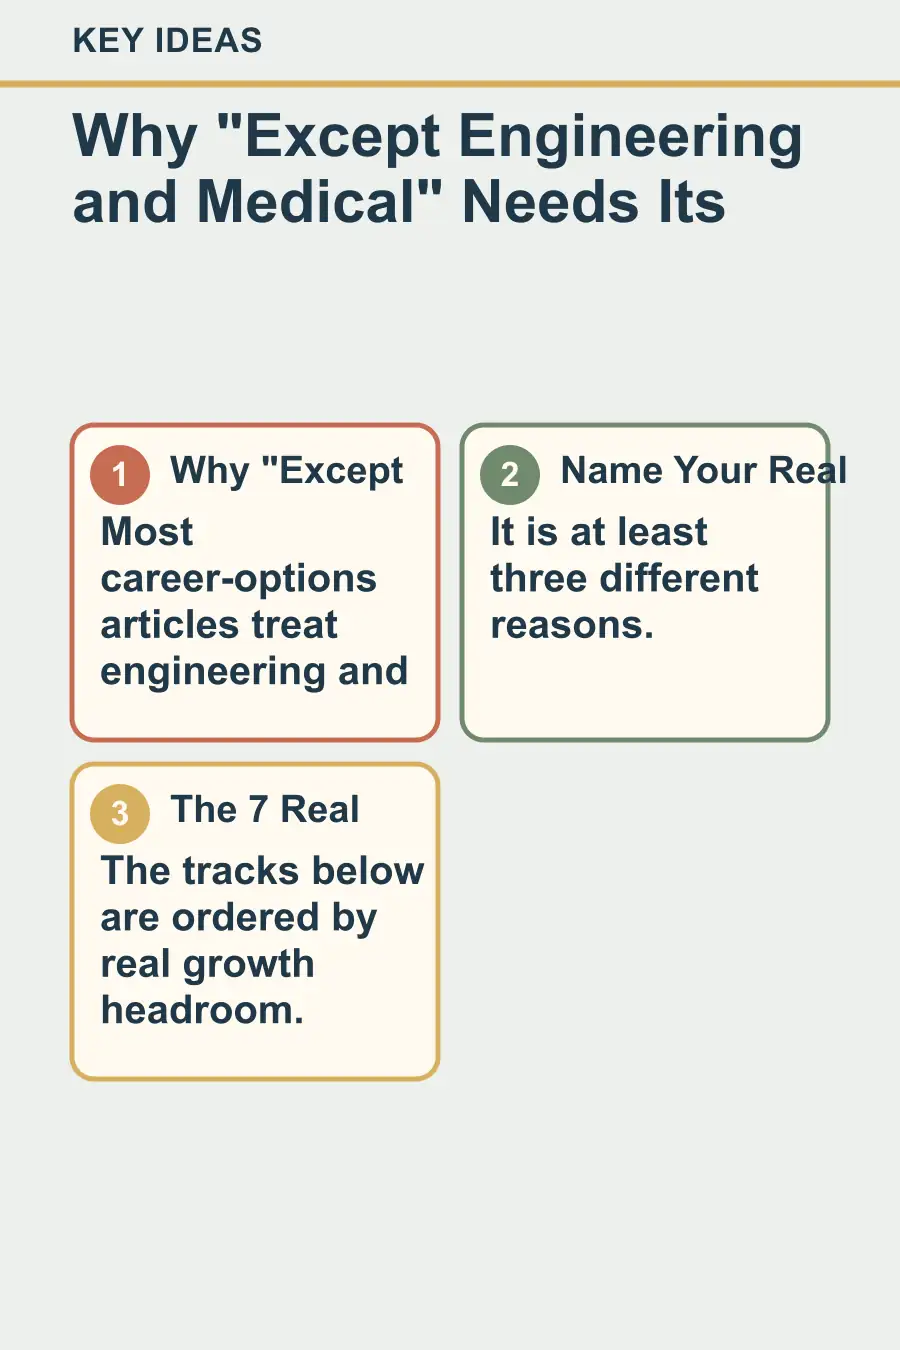 KEY IDEAS
Why "Except Engineering
and Medical" Needs Its
1 Why "Except
Most
career-options
articles treat
engineering and
2 Name Your Real
It is at least
three different
reasons.
3 The 7 Real
The tracks below
are ordered by
real growth
headroom.